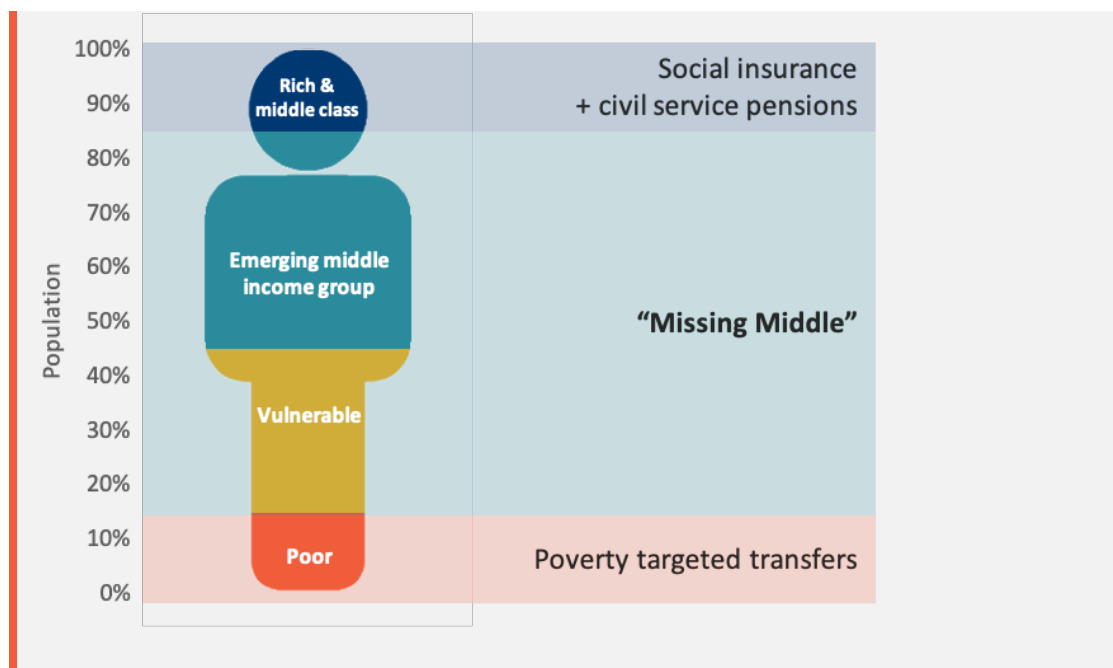 100%
90%
80%
70%
60%
50%
40%
30%
20%
10%
0%
Population
Rich &
middle class
Emerging middle
income group
Vulnerable
Poor
Social insurance
+ civil service pensions
“Missing Middle”
Poverty targeted transfers